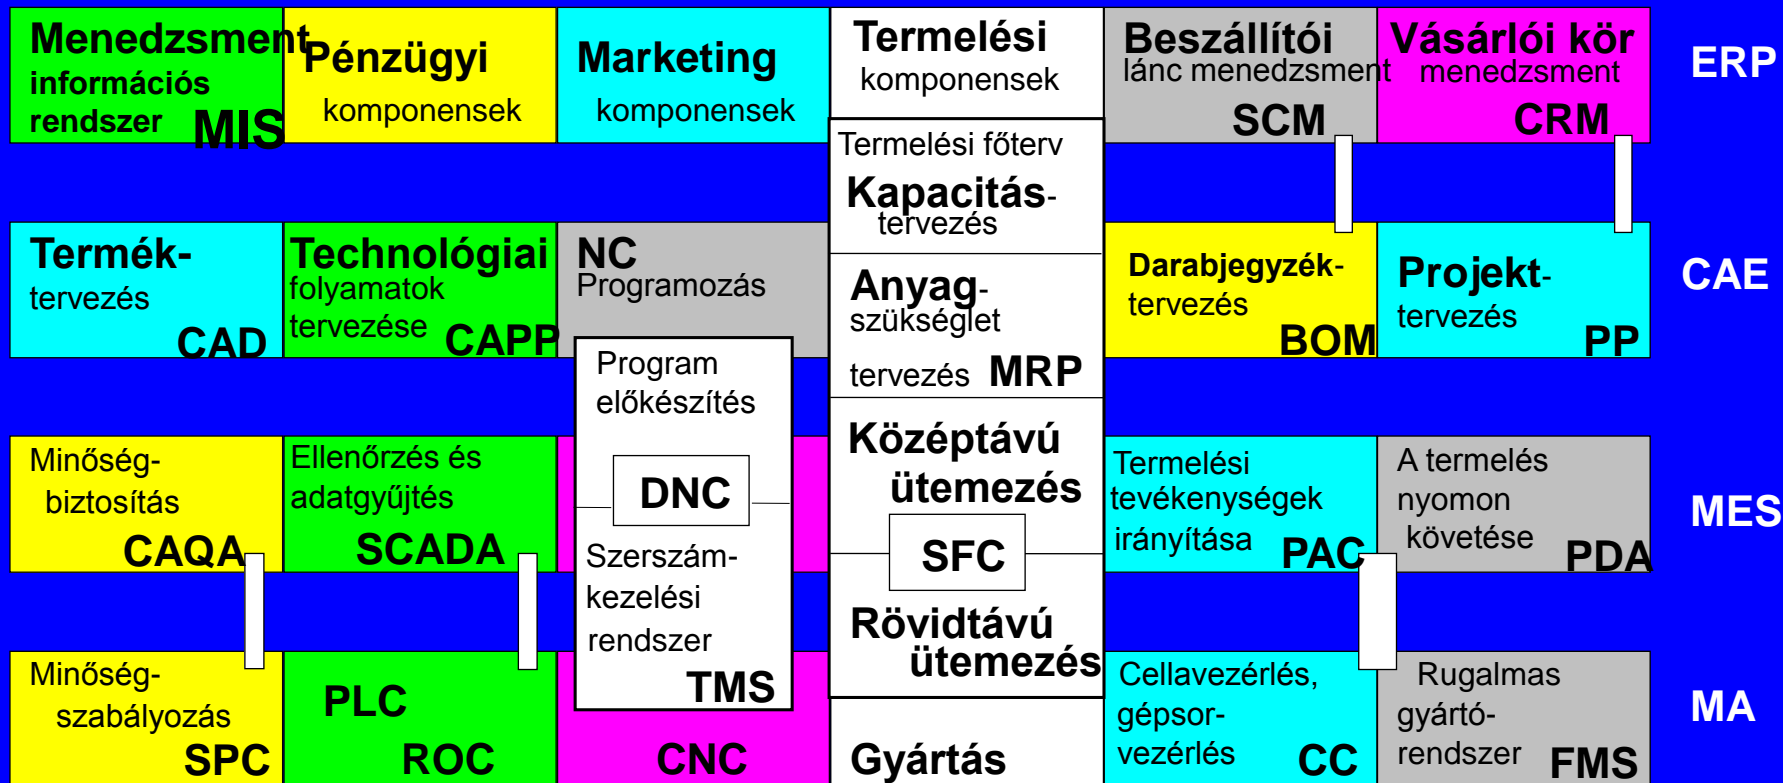 Menedzsment
információs
rendszer MIS
Pénzügyi
komponensek
Marketing
komponensek
Termelési
komponensek
Beszállítói
lánc menedzsment
SCM
Vásárlói kör
menedzsment
CRM
ERP
Termelési főterv
Kapacitás-
tervezés
Termék-
tervezés
CAD
Technológiai
folyamatok
tervezése CAPP
NC
Programozás
Anyag-
szükséglet
tervezés MRP
Darabjegyzék-
tervezés
BOM
Projekt-
tervezés
PP
CAE
Program
előkészítés
DNC
Szerszám-
kezelési
rendszer
TMS
Minőség-
biztosítás
CAQA
Ellenőrzés és
adatgyűjtés
SCADA
Középtávú
ütemezés
SFC
Rövidtávú
ütemezés
Termelési
tevékenységek
irányítása PAC
A termelés
nyomon
követése PDA
MES
Minőség-
szabályozás
SPC
PLC
ROC
CNC
Gyártás
Cellavezérlés,
gépsor-
vezérlés CC
Rugalmas
gyártó-
rendszer FMS
MA